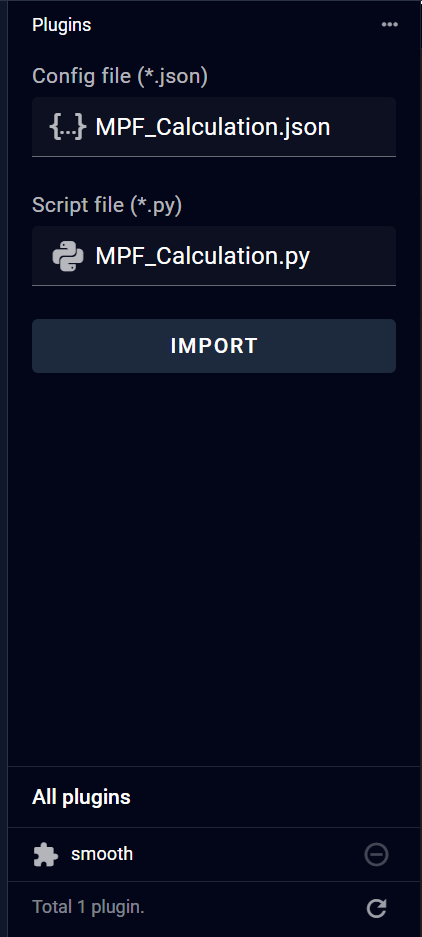 Plugins
Config file (*.json)
{...} MPF_Calculation.json
Script file (*.py)
MPF_Calculation.py
IMPORT
All plugins
smooth
Total 1 plugin.